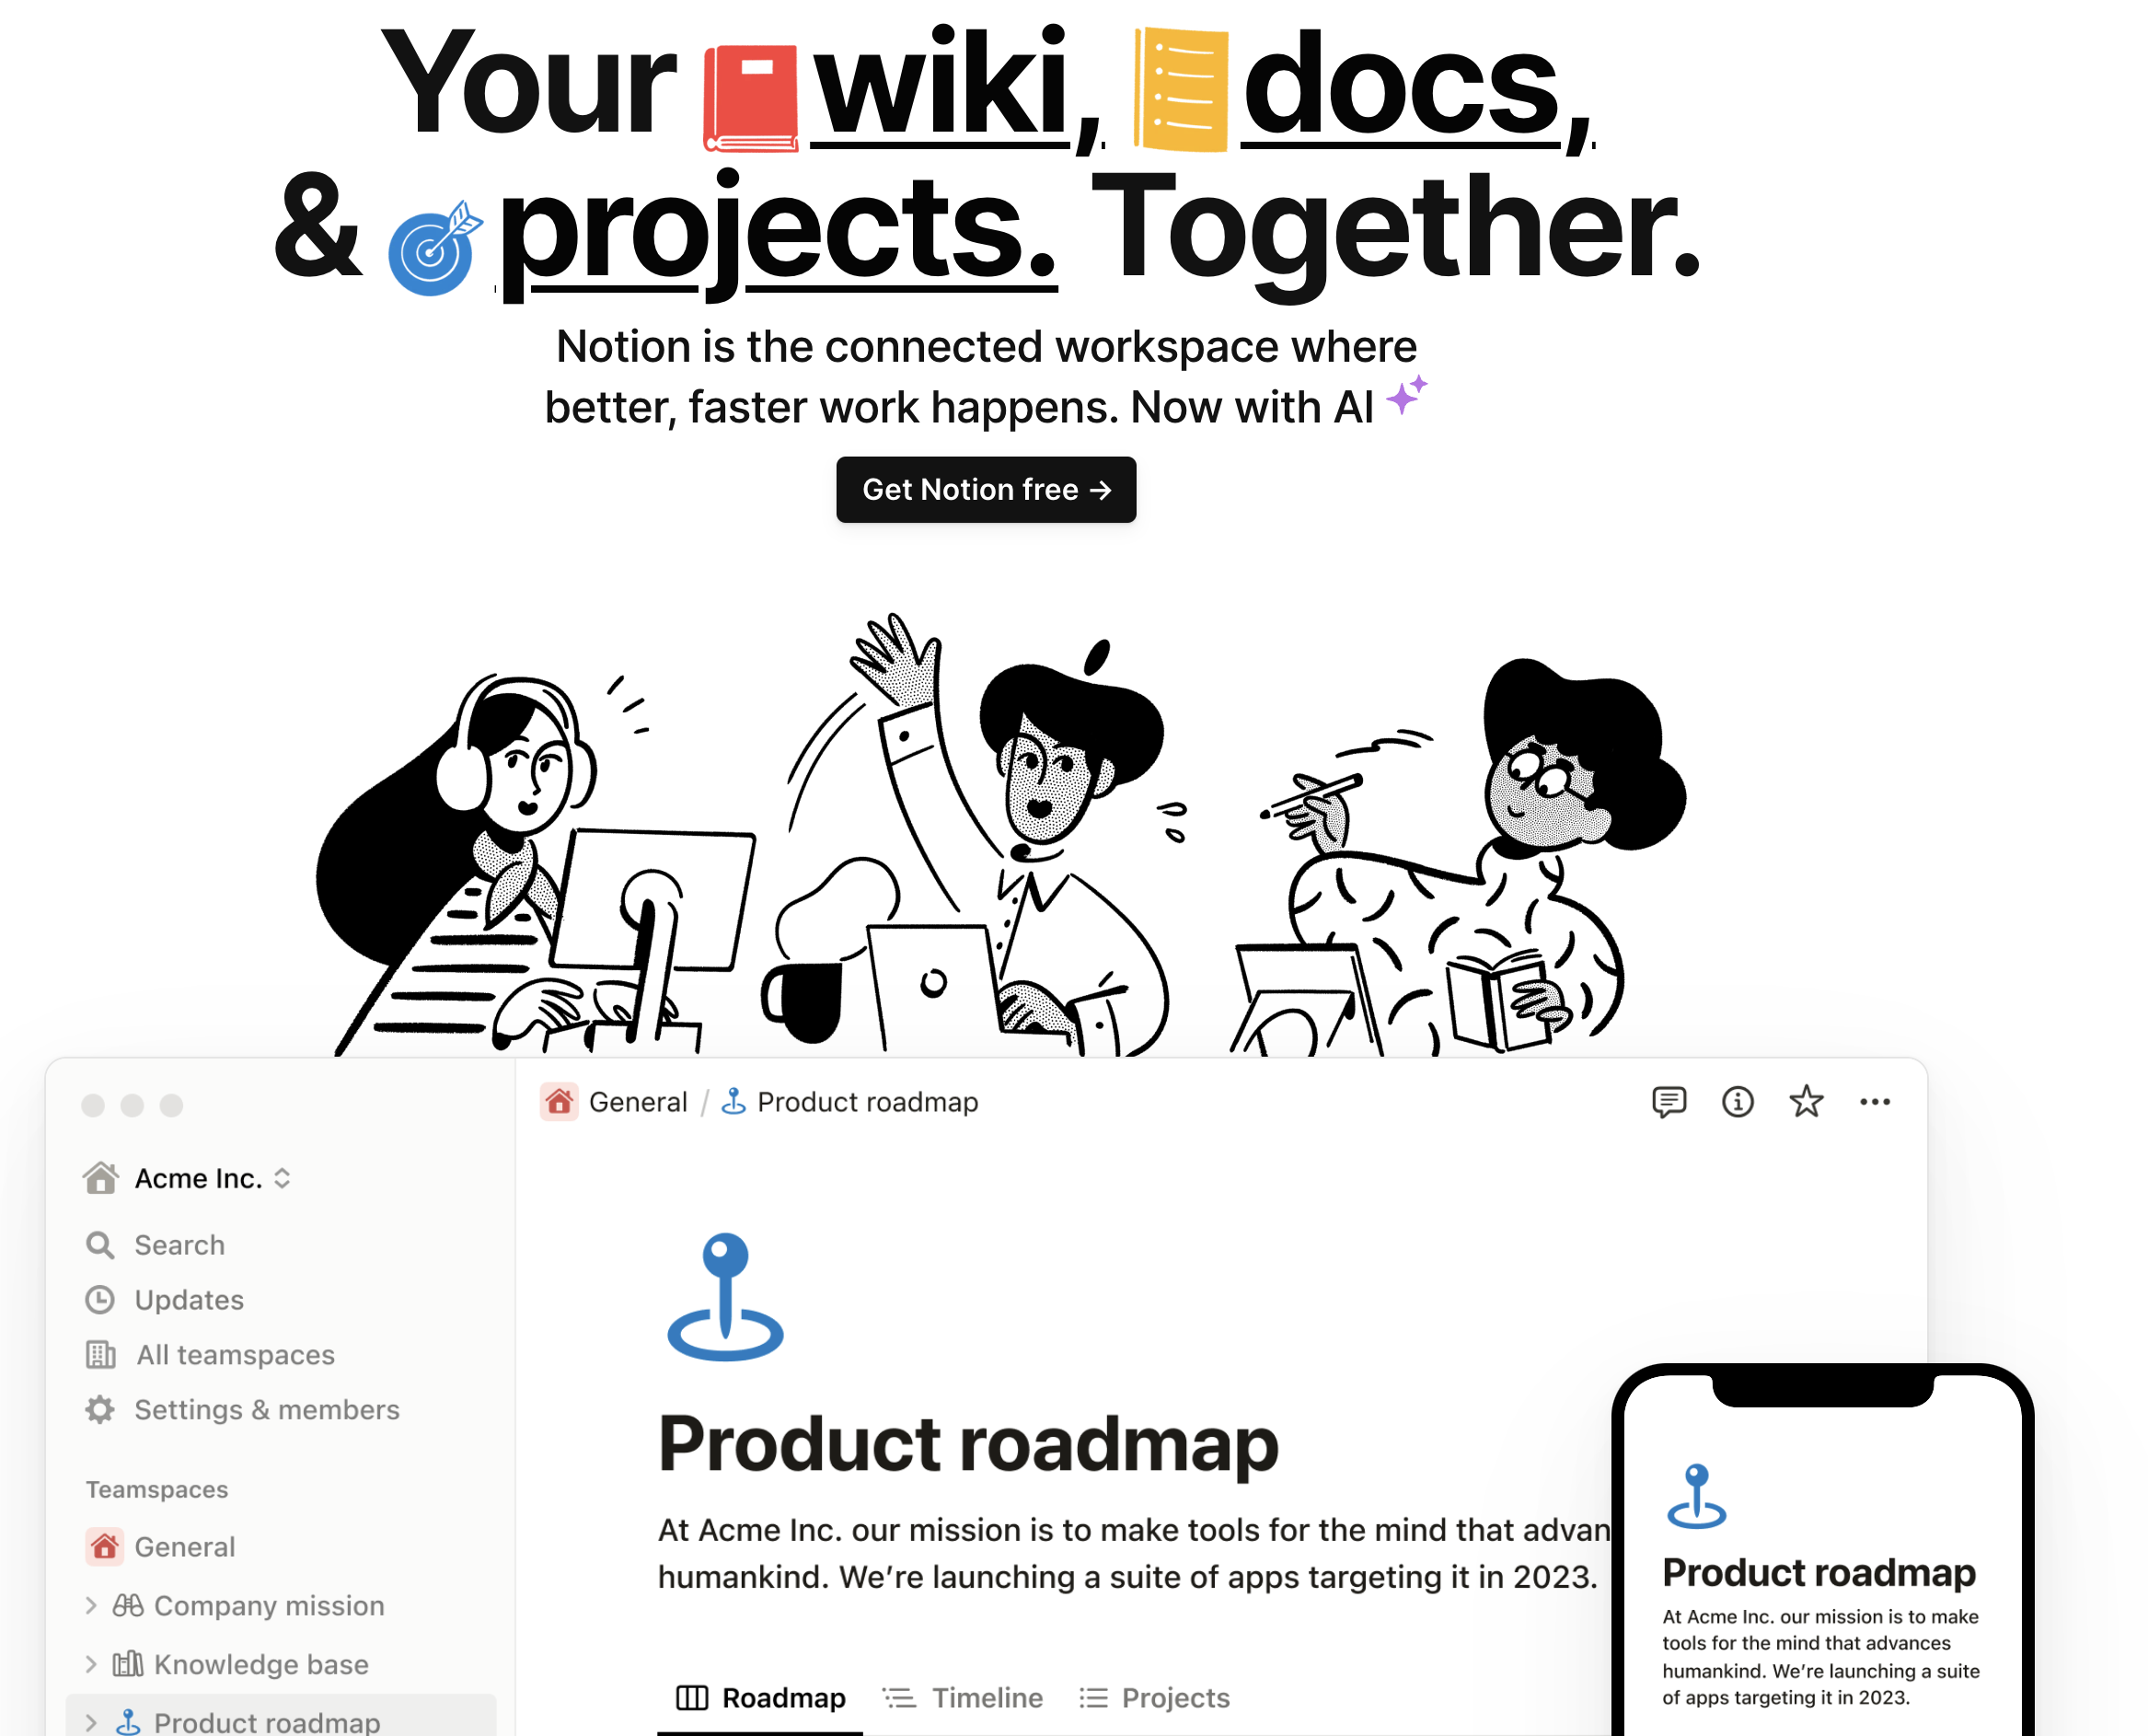 Your wiki, docs,
& projects. Together.
Notion is the connected workspace where
better, faster work happens. Now with AI
Get Notion free →
General / Product roadmap
Acme Inc.
Search
Updates
All teamspaces
Settings & members
Teamspaces
General
Company mission
Knowledge base
Product roadmap
Product roadmap
At Acme Inc. our mission is to make tools for the mind that advan
humankind. We’re launching a suite of apps targeting it in 2023.
Roadmap Timeline Projects
Product roadmap
At Acme Inc. our mission is to make
tools for the mind that advances
humankind. We’re launching a suite
of apps targeting it in 2023.